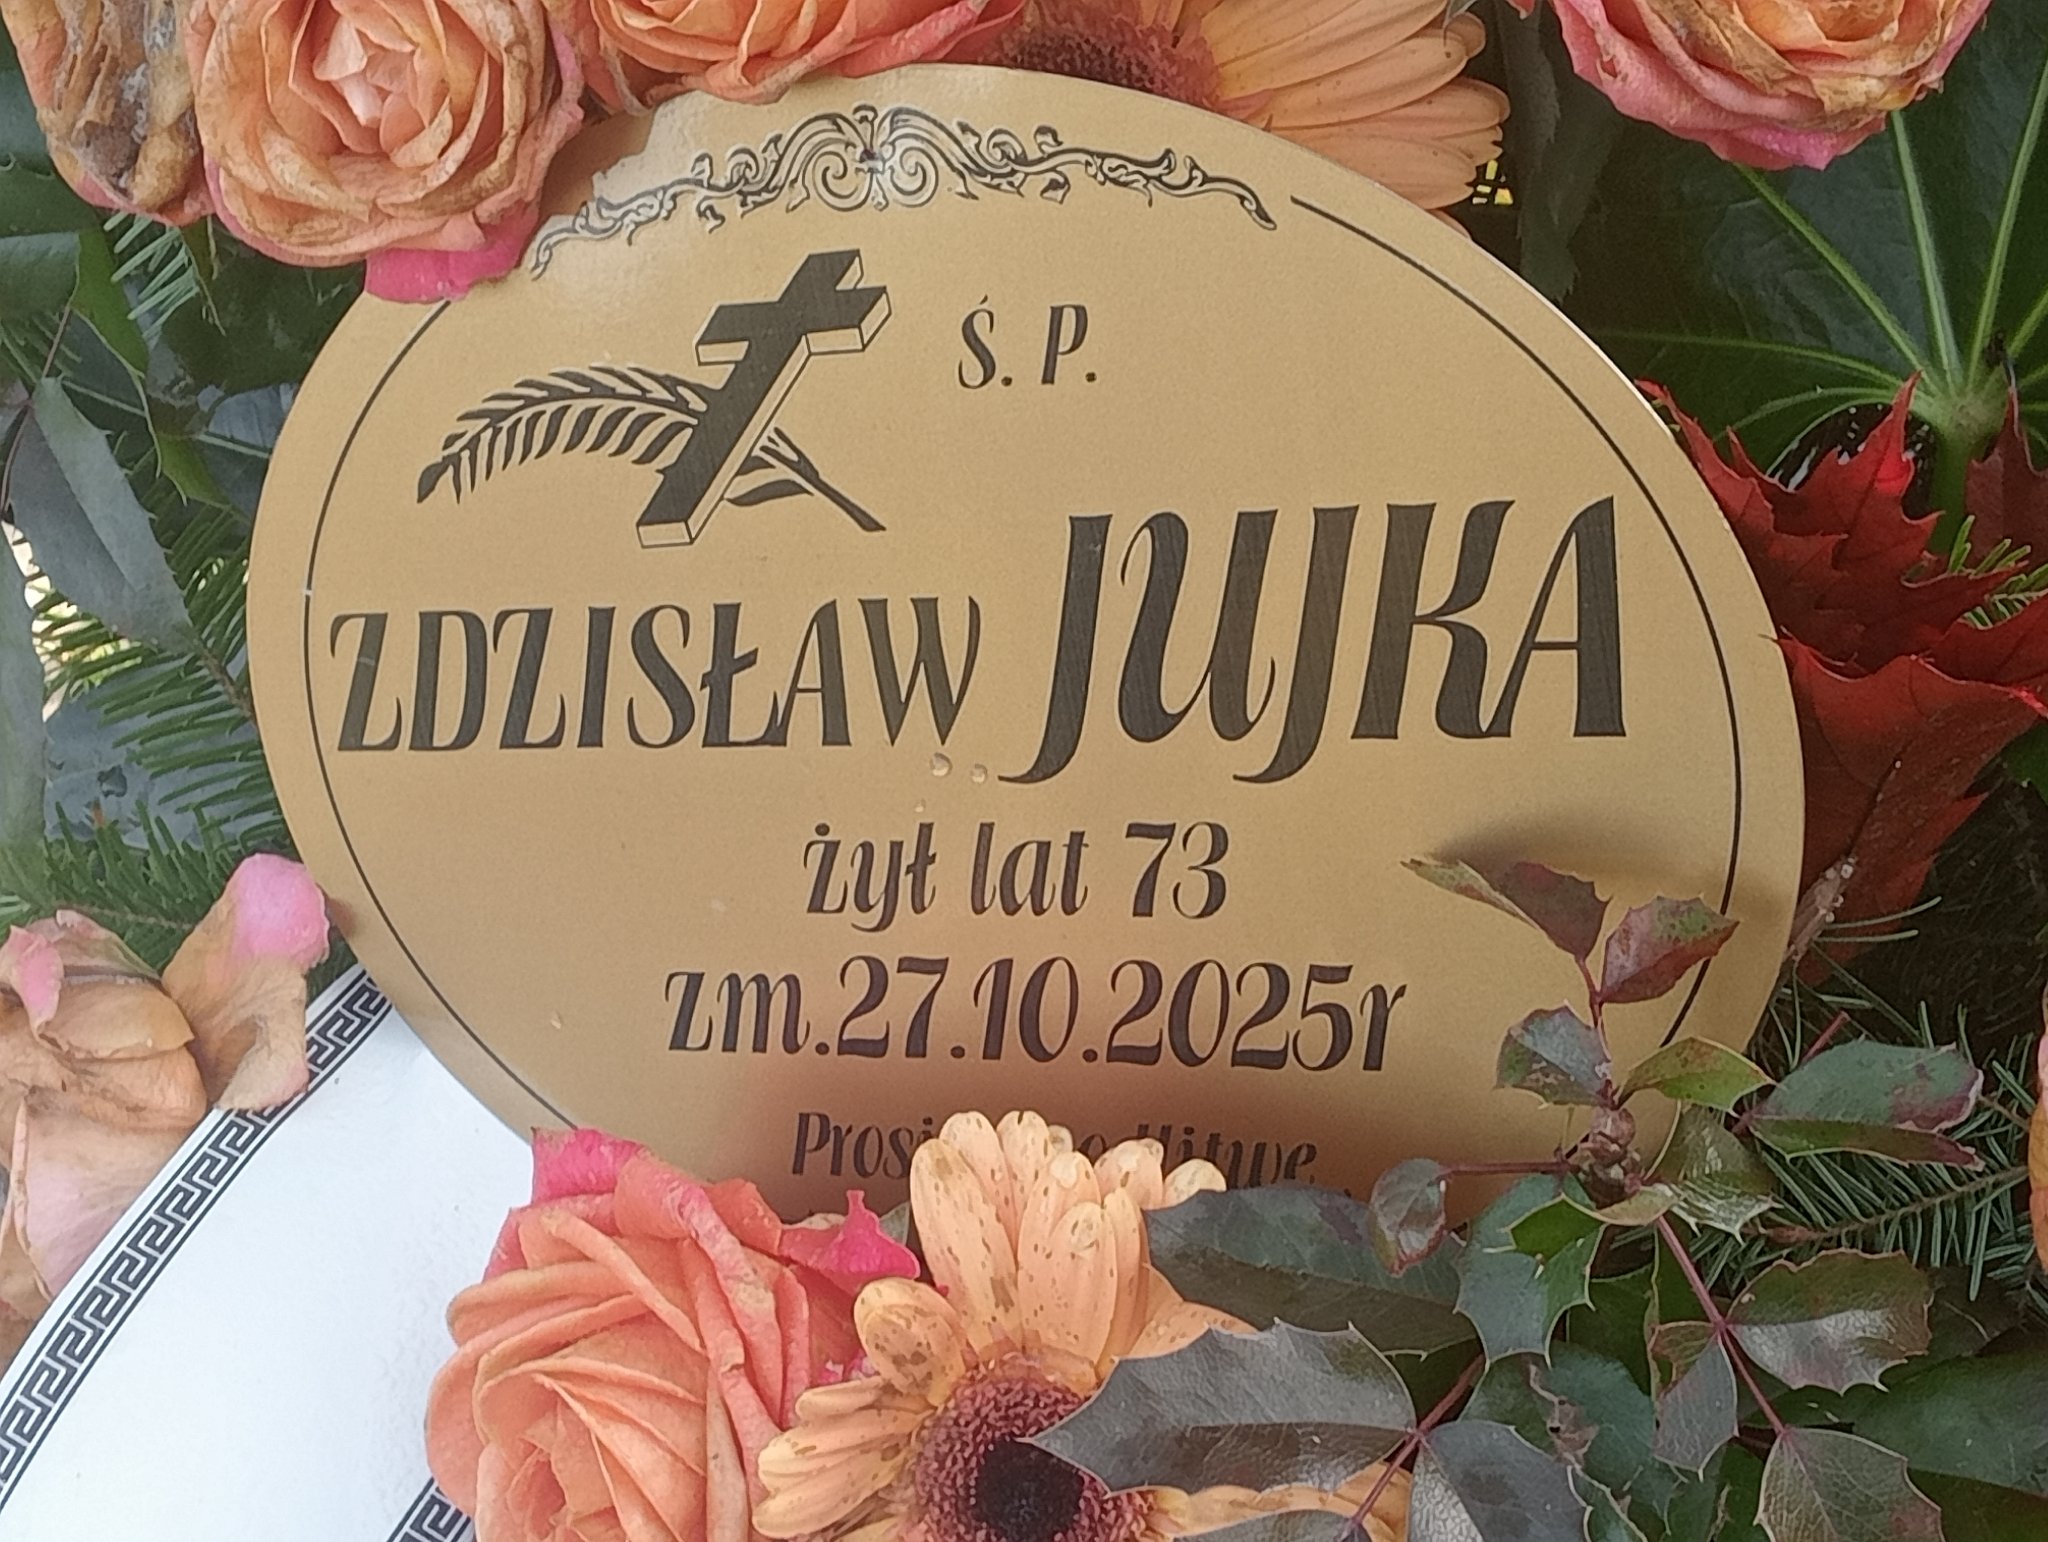 Ś. P.
ZDZISŁAW JUJKA
żył lat 73
zm.27.10.2025r